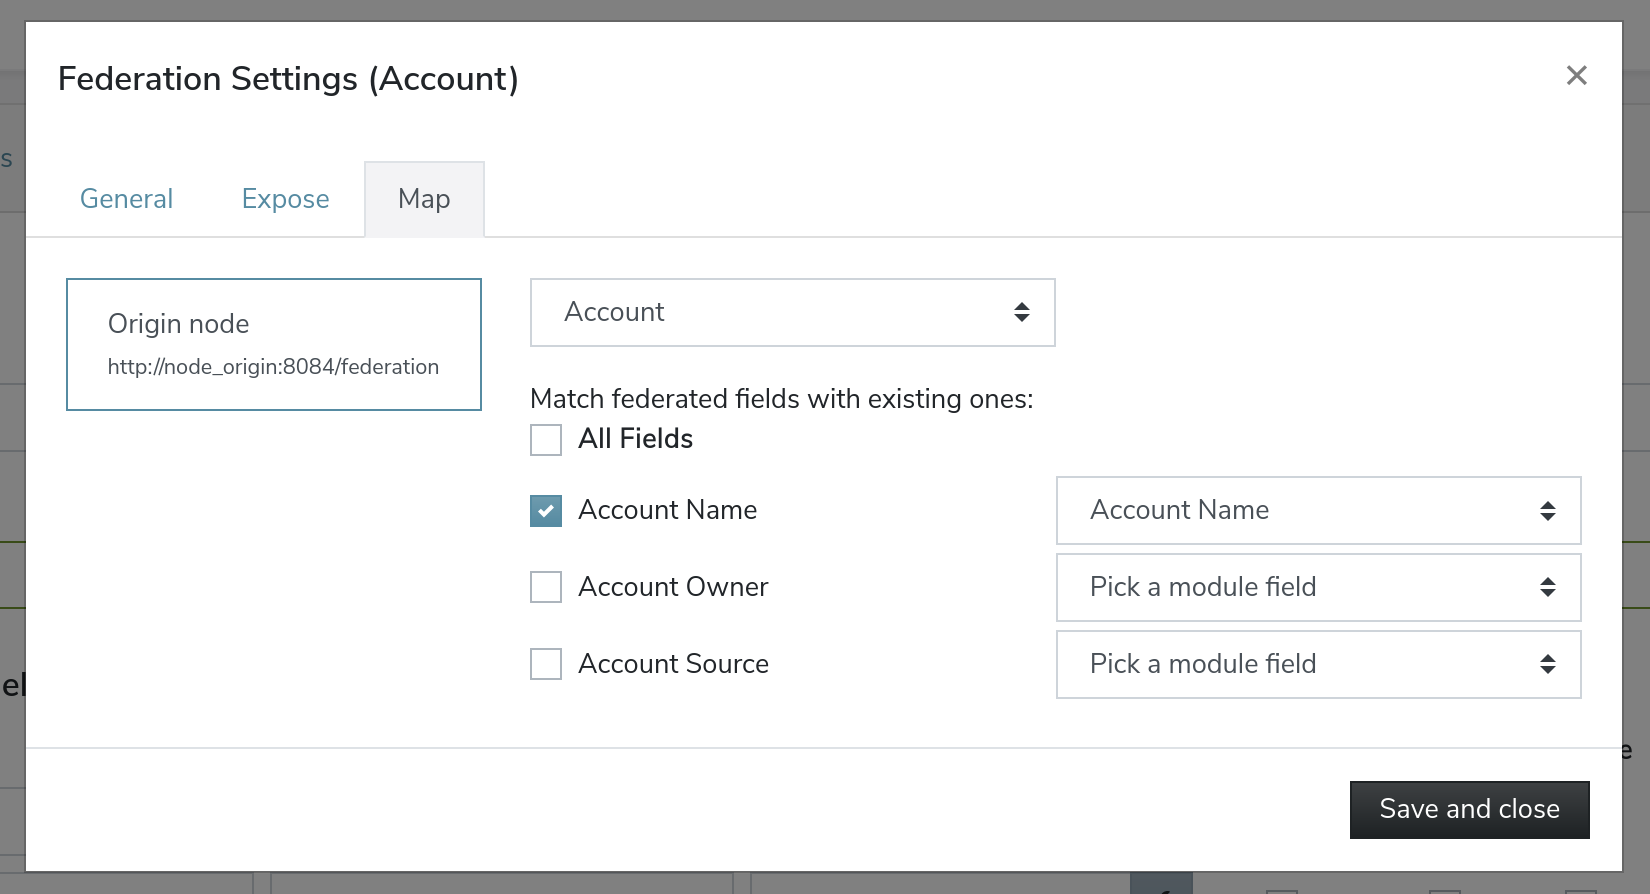 Federation Settings (Account)
General
Expose
Map
Origin node
http://node_origin:8084/federation
Account
Match federated fields with existing ones:
All Fields
Account Name
Account Name
Account Owner
Pick a module field
Account Source
Pick a module field
Save and close
s
el
e